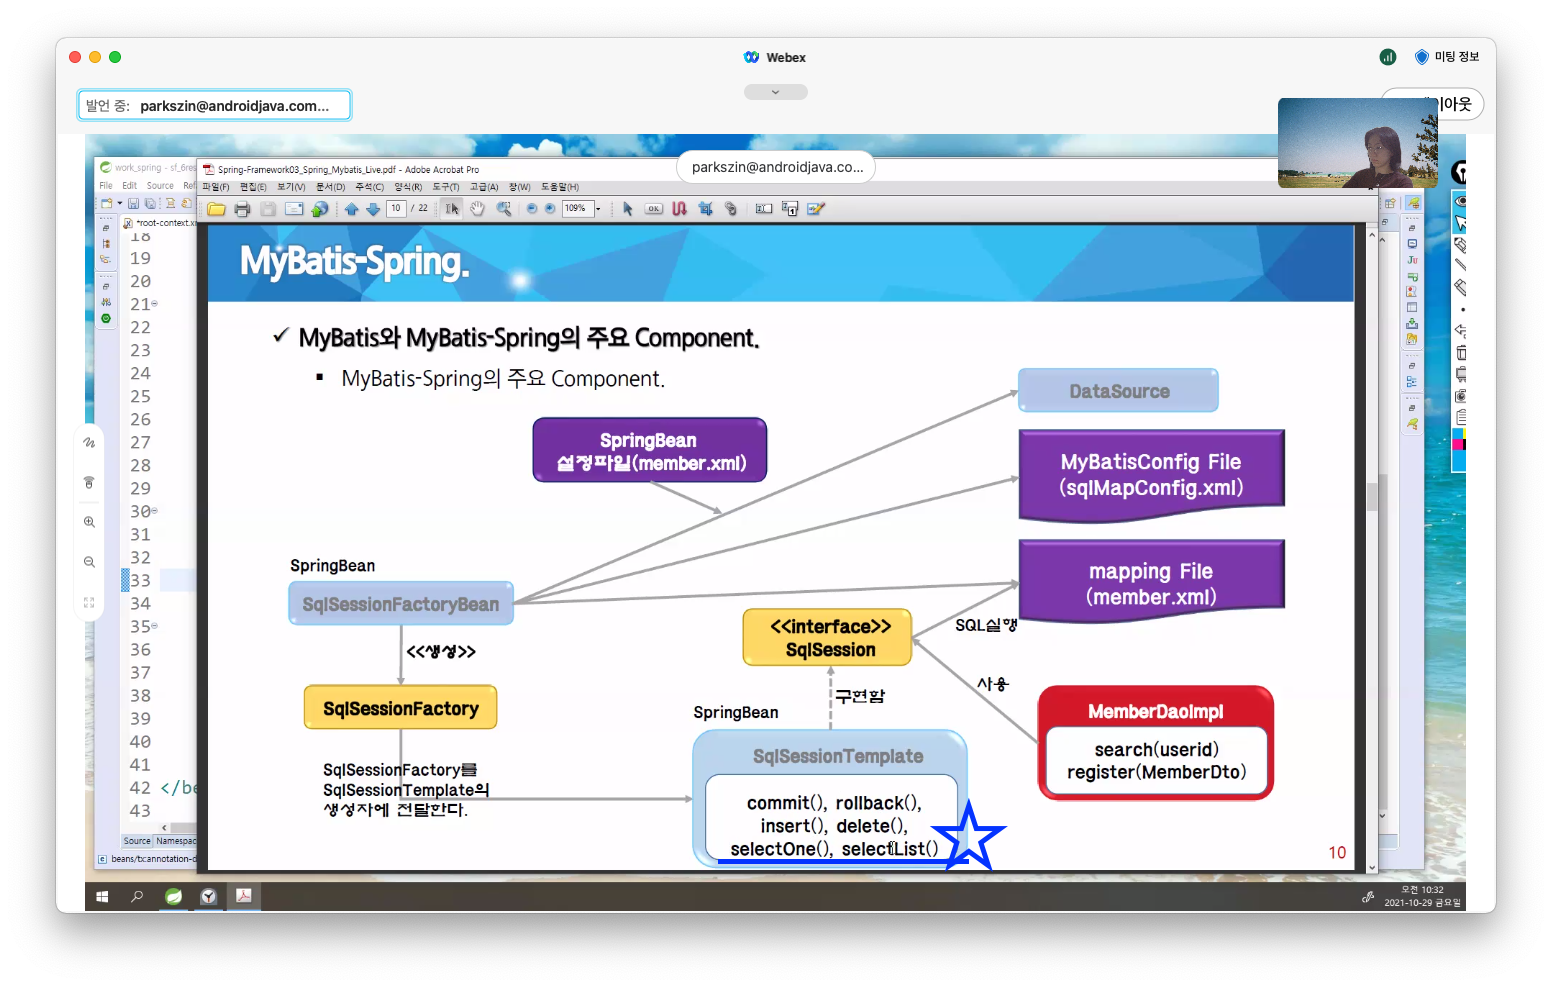 Webex
미팅 정보
발언 중: parkszin@androidjava.com...
이아웃
work_spring - sf_6res
Spring-Framework03_Spring_Mybatis_Live.pdf - Adobe Acrobat Pro
parkszin@androidjava.co...
File Edit Source Ref
파일(F) 편집(E) 보기(V) 문서(D) 주석(C) 양식(R) 도구(T) 고급(A) 창(W) 도움말(H)
10 / 22
109%
*root-context.x
MyBatis-Spring.
MyBatis와 MyBatis-Spring의 주요 Component.
MyBatis-Spring의 주요 Component.
DataSource
SpringBean
설정파일(member.xml)
MyBatisConfig File
(sqlMapConfig.xml)
SpringBean
SqlSessionFactoryBean
mapping File
(member.xml)
<<interface>>
SqlSession
SQL실행
<<생성>>
사용
구현함
SqlSessionFactory
SpringBean
MemberDaoImpl
search(userid)
register(MemberDto)
SqlSessionFactory를
SqlSessionTemplate의
생성자에 전달한다.
SqlSessionTemplate
commit(), rollback(),
insert(), delete(),
selectOne(), selectList()
10
18
19
20
21
22
23
24
25
26
27
28
29
30
31
32
33
34
35
36
37
38
39
40
41
42 </be
43
Source Namespac
beans/tx:annotation-d
오전 10:32
2021-10-29 금요일